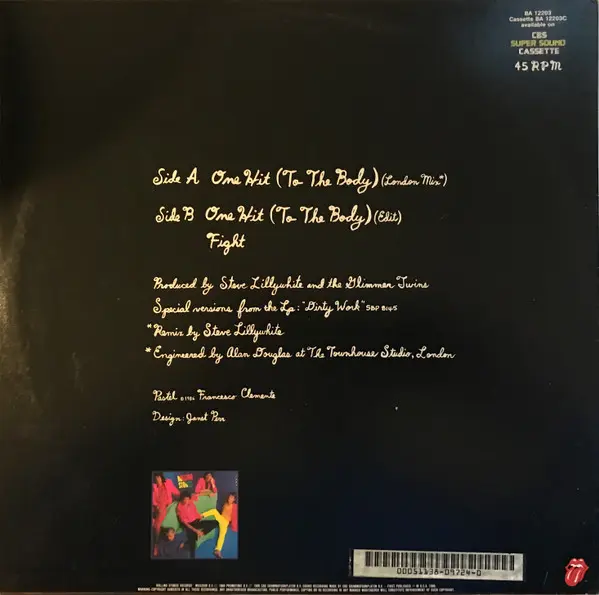 BA 12203
Cassette BA 12203C
available on
CBS
SUPER SOUND
CASSETTE
45 RPM
Side A One Hit (To The Body) (London Mix*)
Side B One Hit (To The Body) (Edit)
Fight
Produced by Steve Lillywhite and the Glimmer Twins
Special versions from the Lp: "Dirty Work" SBP 8145
*Remix by Steve Lillywhite
*Engineered by Alan Douglas at The Townhouse Studio, London
Pastel © 1986 Francesco Clemente
Design: Janet Perr